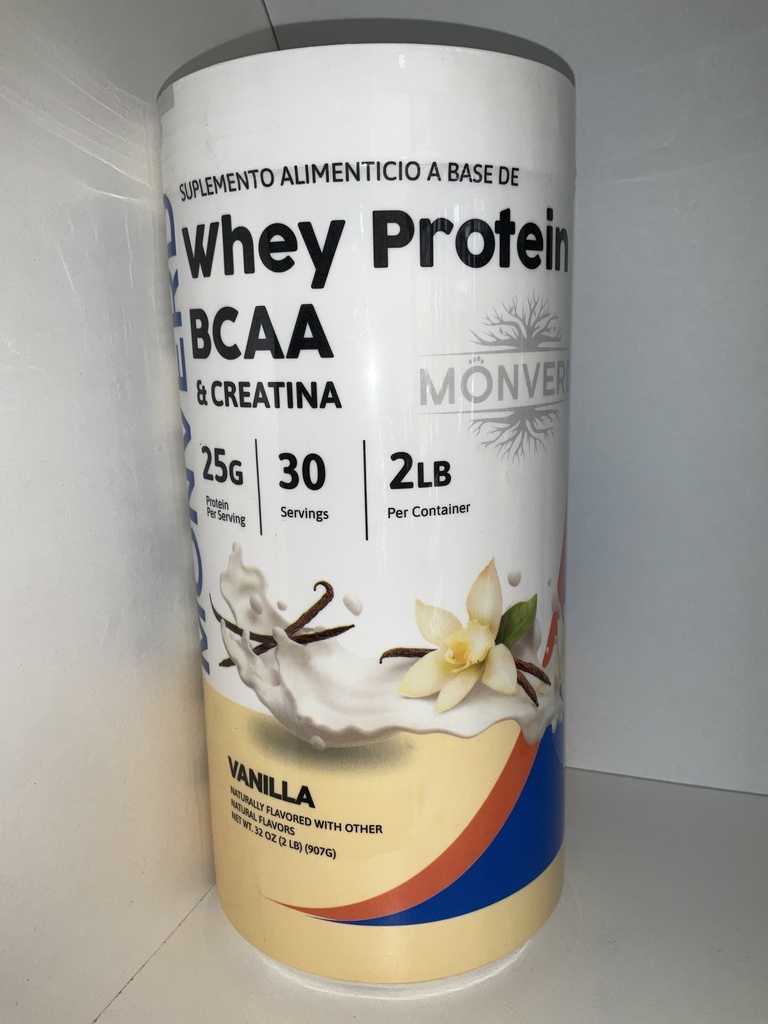 SUPLEMENTO ALIMENTICIO A BASE DE
Whey Protein
BCAA
& CREATINA
25G
Protein
Per Serving
30
Servings
2LB
Per Container
VANILLA
NATURALLY FLAVORED WITH OTHER
NATURAL FLAVORS
NET WT. 32 OZ (2 LB) (907G)